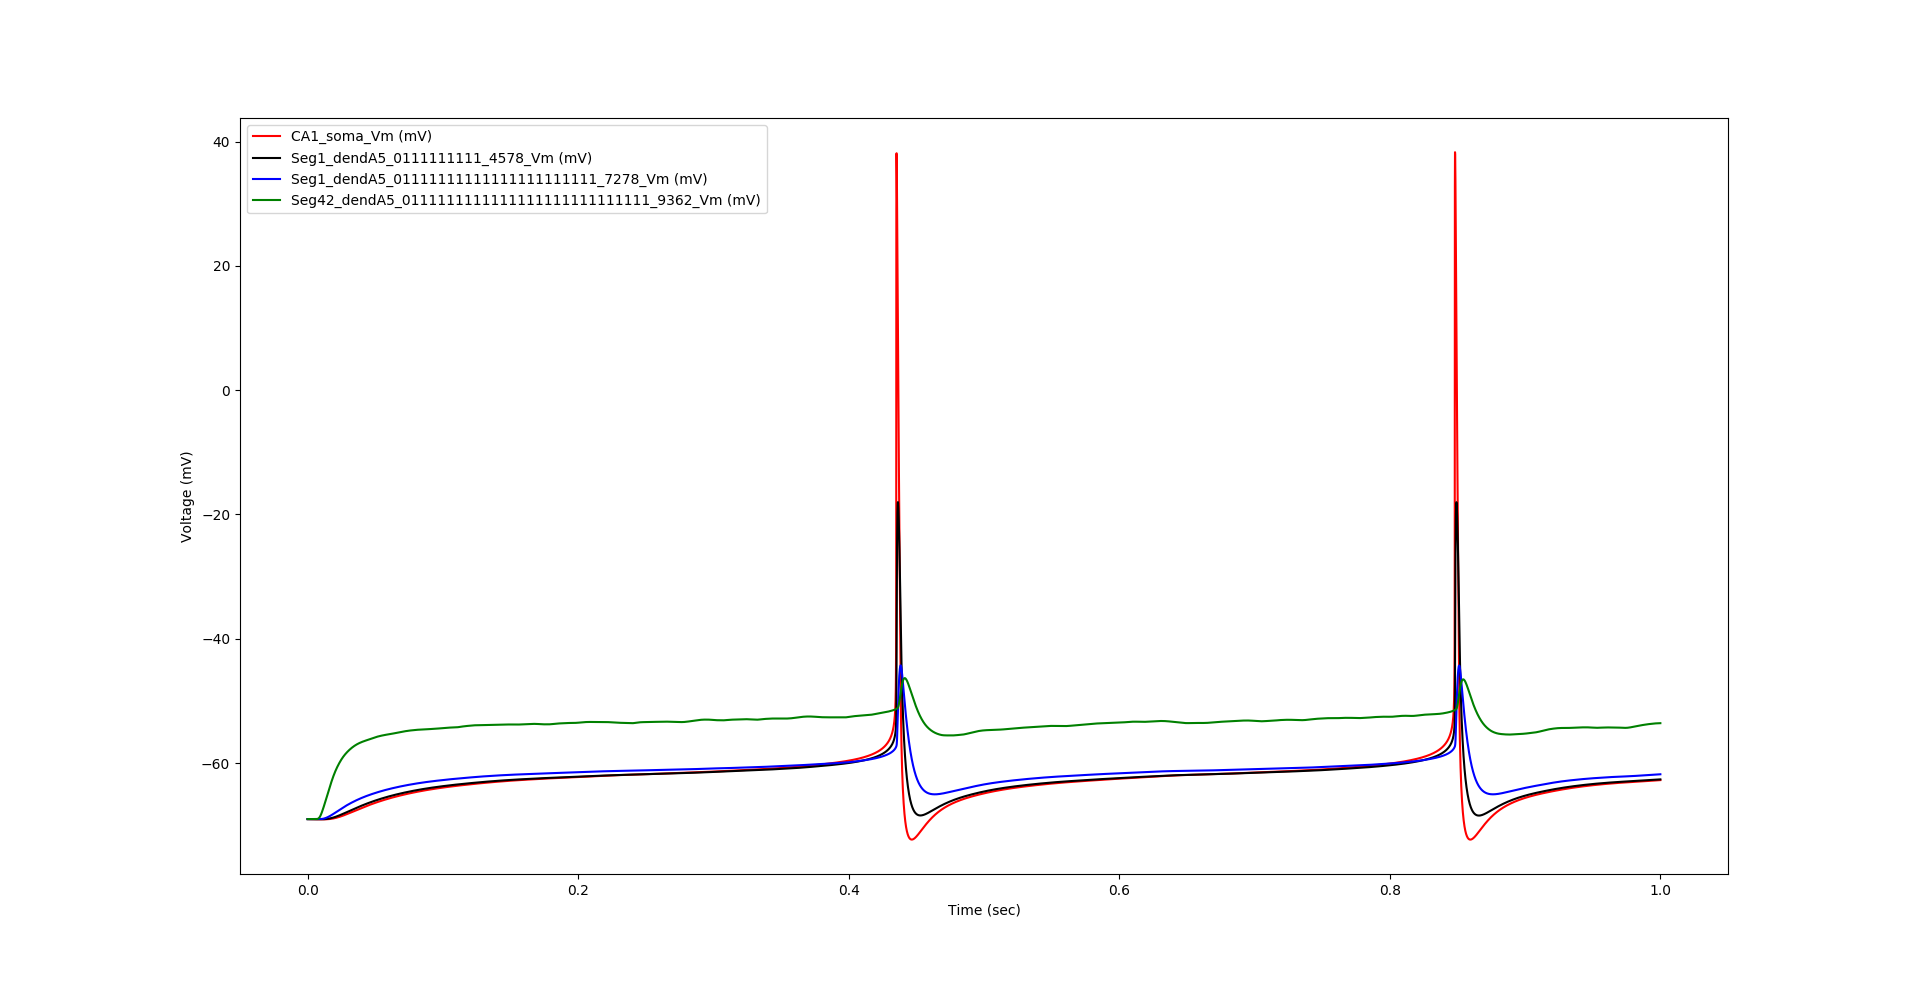 CA1_soma_Vm (mV)
Seg1_dendA5_0111111111_4578_Vm (mV)
Seg1_dendA5_01111111111111111111111_7278_Vm (mV)
Seg42_dendA5_0111111111111111111111111111_9362_Vm (mV)
40
20
0
−20
−40
−60
Voltage (mV)
0.0 0.2 0.4 0.6 0.8 1.0
Time (sec)